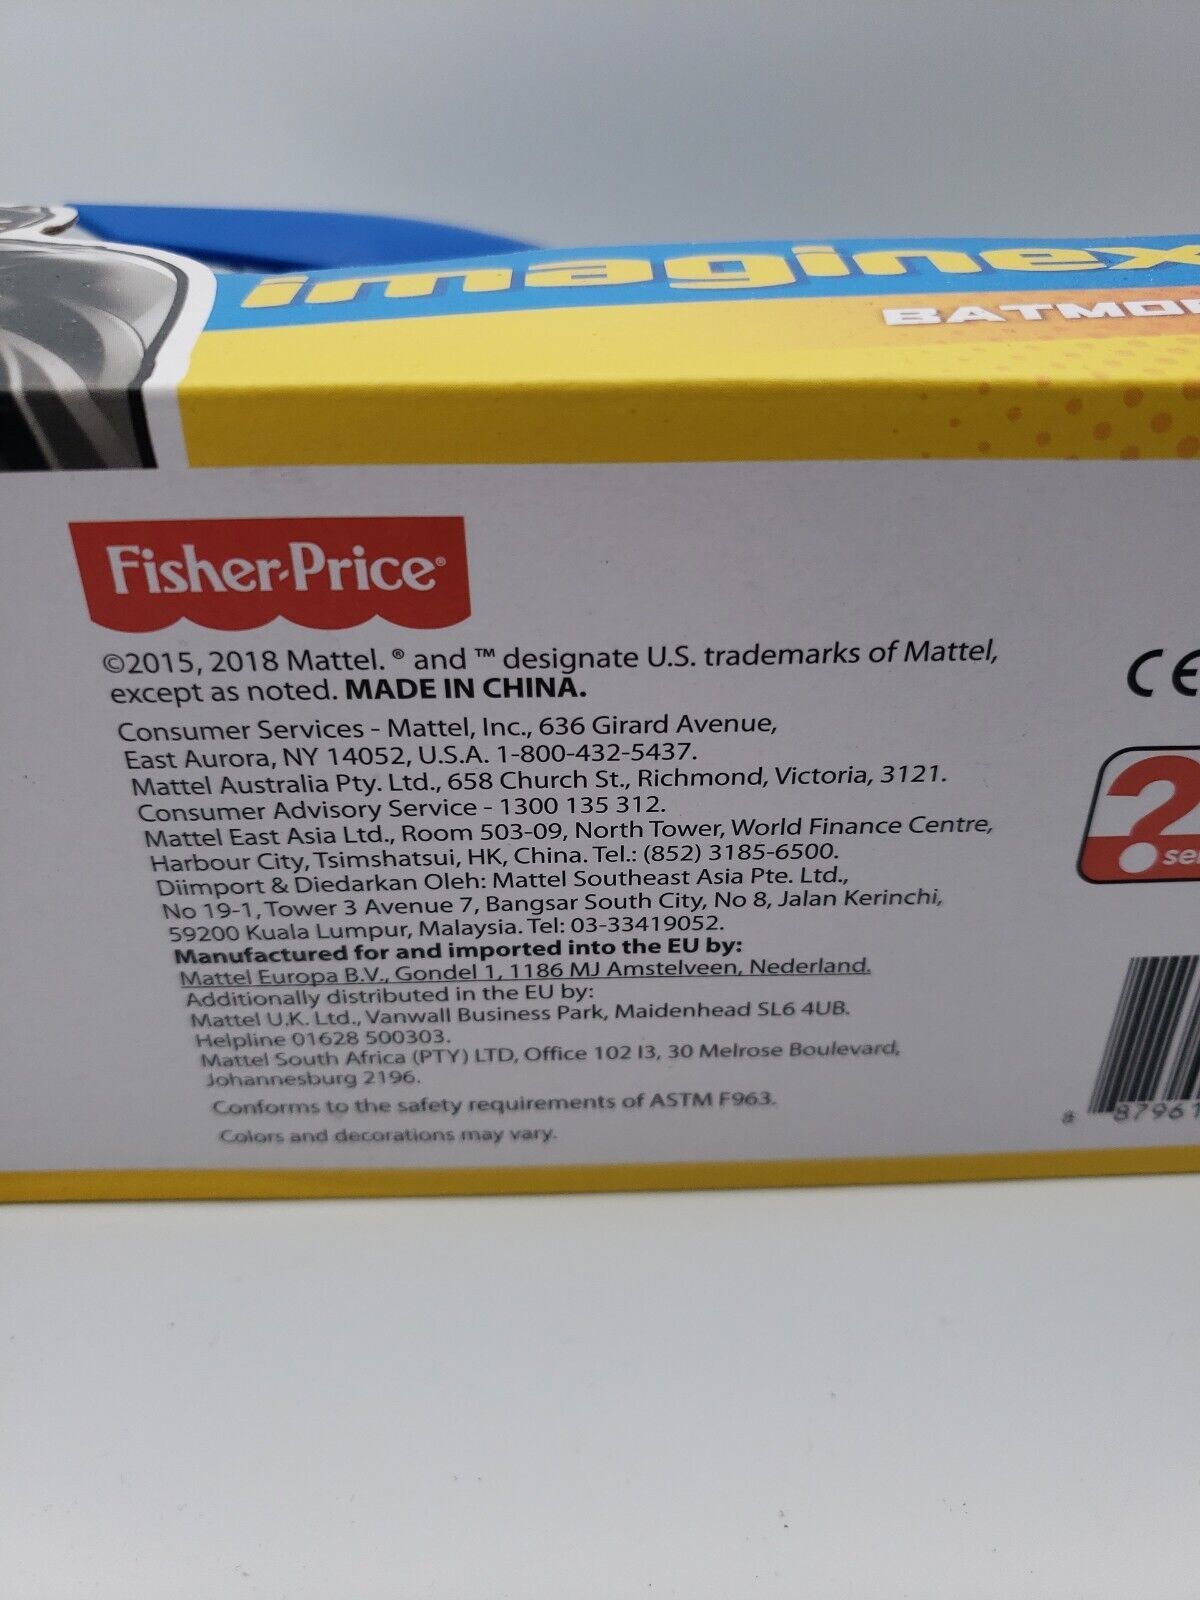 imaginex
BATMO
Fisher-Price®
©2015, 2018 Mattel. ® and ™ designate U.S. trademarks of Mattel,
except as noted. MADE IN CHINA.
Consumer Services - Mattel, Inc., 636 Girard Avenue,
East Aurora, NY 14052, U.S.A. 1-800-432-5437.
Mattel Australia Pty. Ltd., 658 Church St., Richmond, Victoria, 3121.
Consumer Advisory Service - 1300 135 312.
Mattel East Asia Ltd., Room 503-09, North Tower, World Finance Centre,
Harbour City, Tsimshatsui, HK, China. Tel.: (852) 3185-6500.
Diimport & Diedarkan Oleh: Mattel Southeast Asia Pte. Ltd.,
No 19-1, Tower 3 Avenue 7, Bangsar South City, No 8, Jalan Kerinchi,
59200 Kuala Lumpur, Malaysia. Tel: 03-33419052.
Manufactured for and imported into the EU by:
Mattel Europa B.V., Gondel 1, 1186 MJ Amstelveen, Nederland.
Additionally distributed in the EU by:
Mattel U.K. Ltd., Vanwall Business Park, Maidenhead SL6 4UB.
Helpline 01628 500303.
Mattel South Africa (PTY) LTD, Office 102 I3, 30 Melrose Boulevard,
Johannesburg 2196.
Conforms to the safety requirements of ASTM F963.
Colors and decorations may vary.
CE
?
se
8 87961